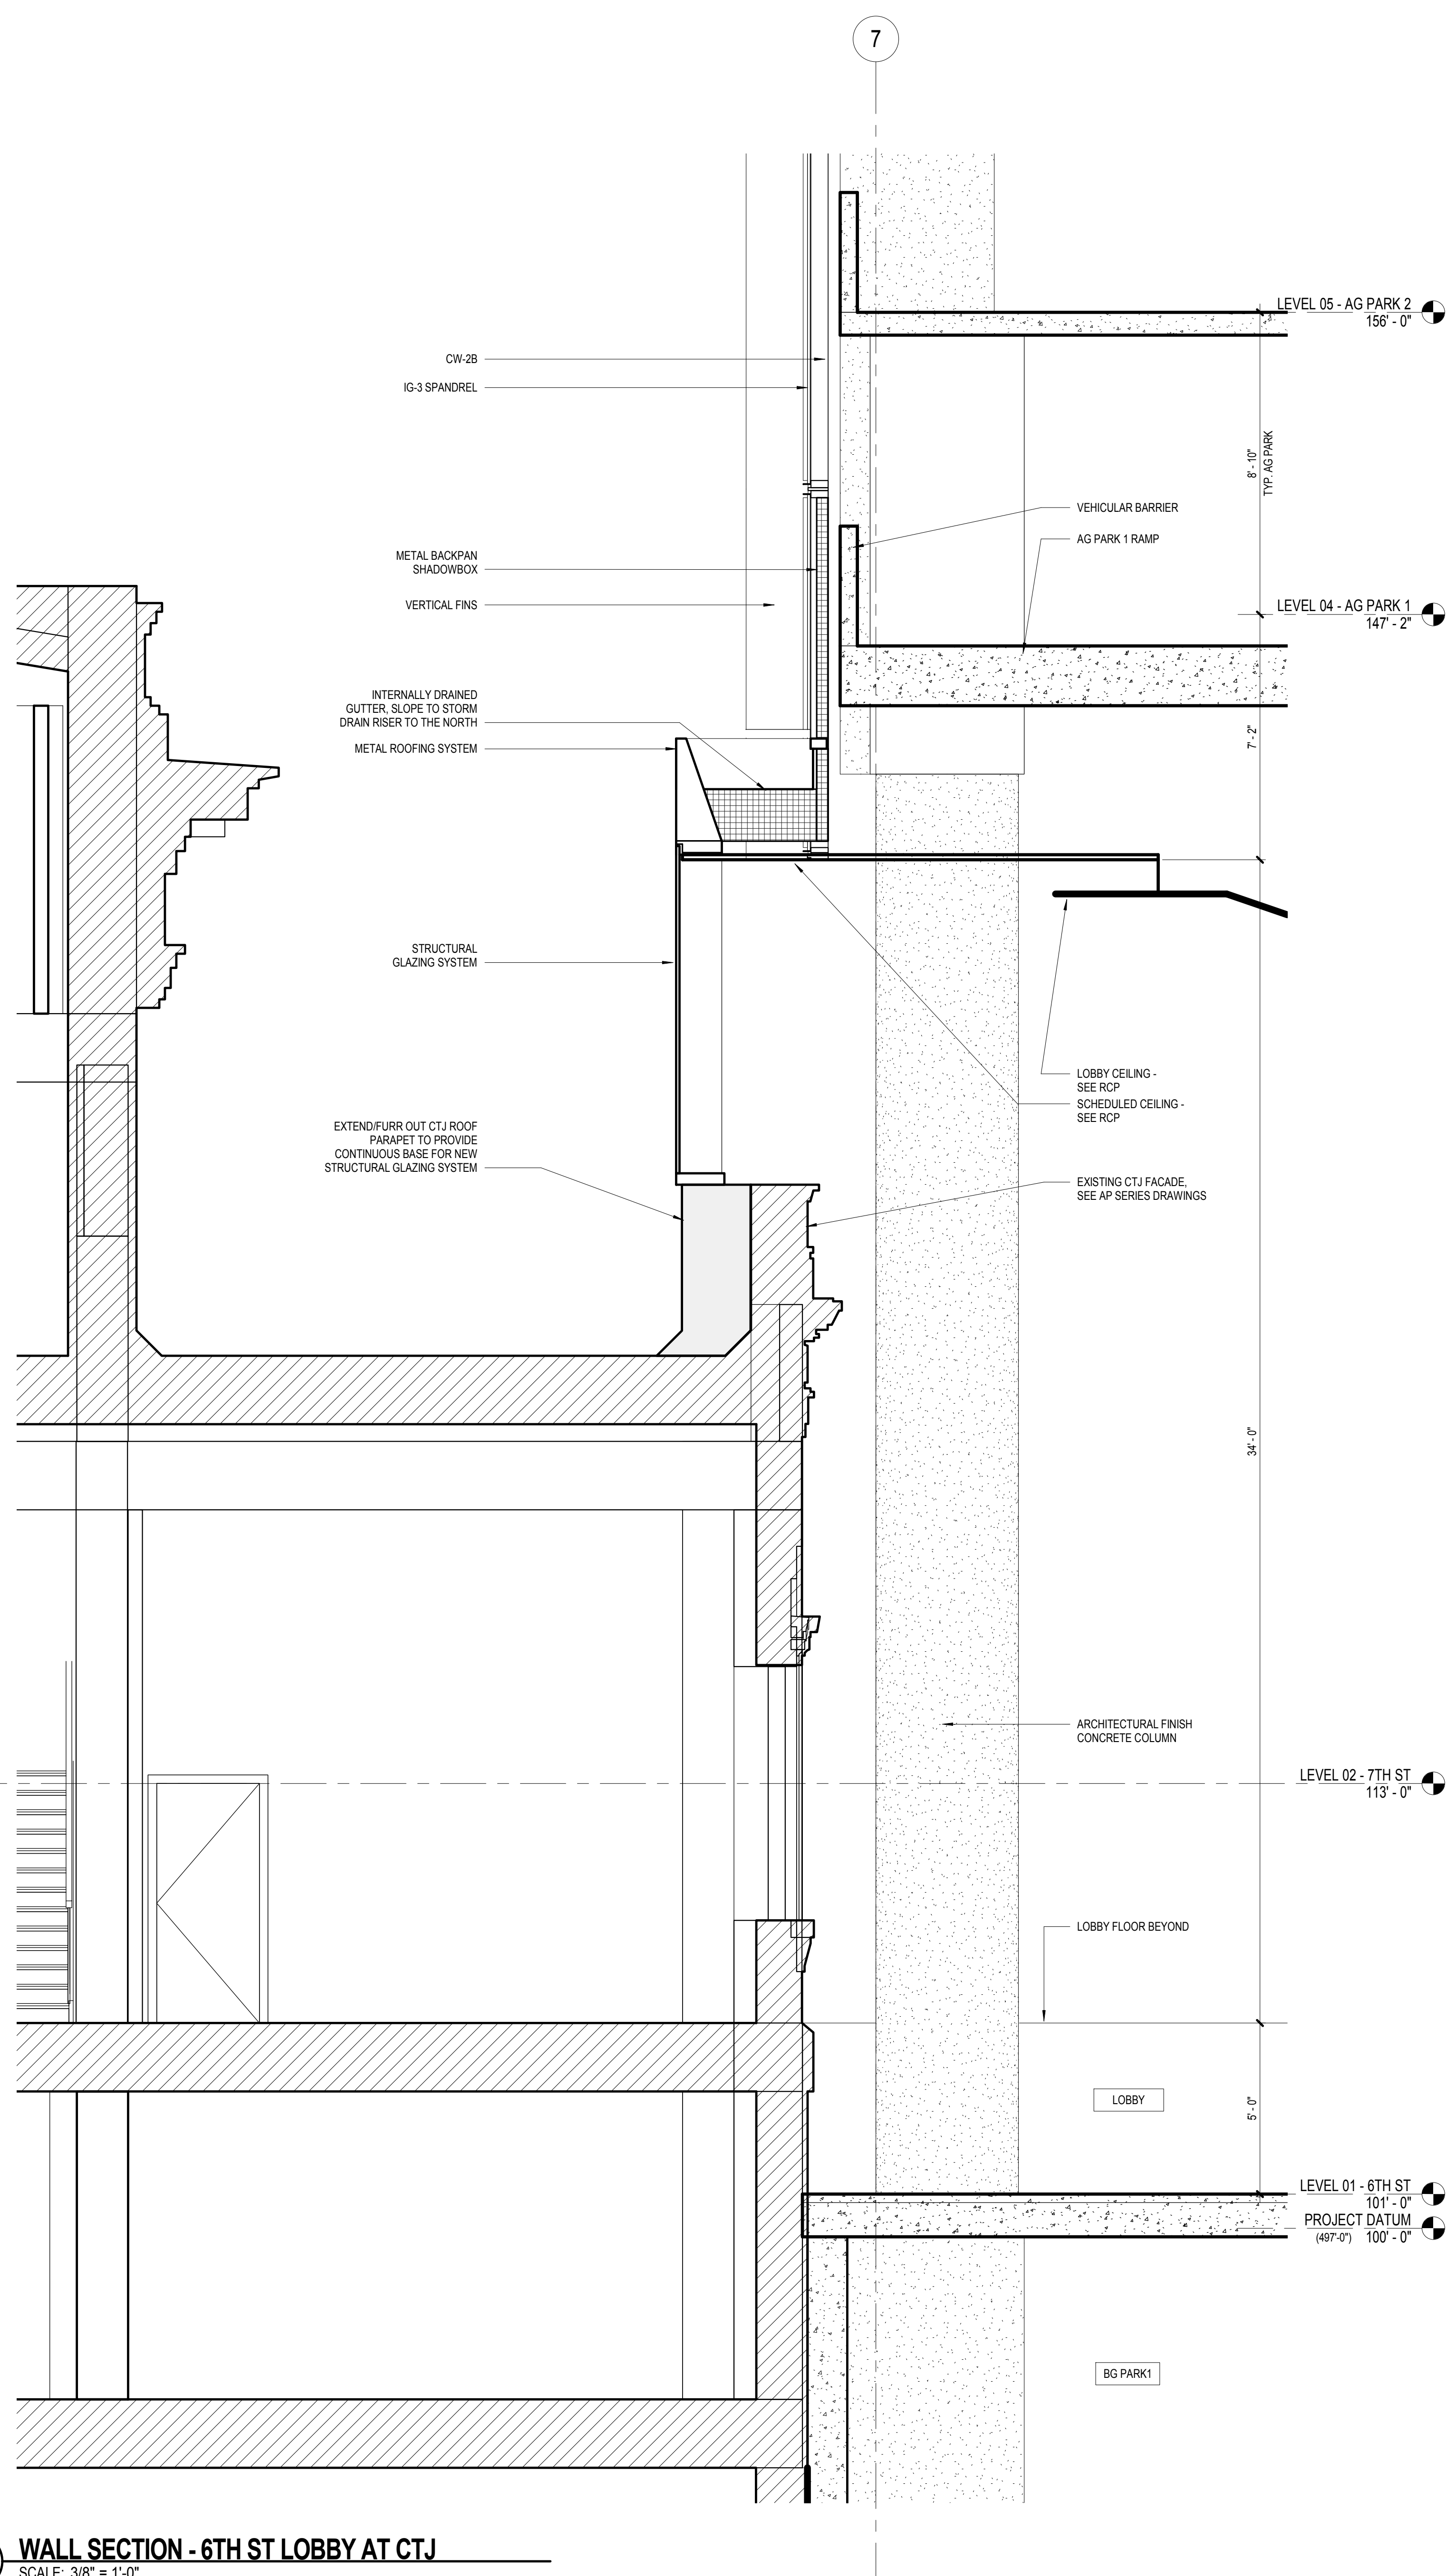 7
LEVEL 05 - AG PARK 2
156' - 0"
CW-2B
IG-3 SPANDREL
8' - 10"
TYP. AG PARK
VEHICULAR BARRIER
AG PARK 1 RAMP
METAL BACKPAN
SHADOWBOX
VERTICAL FINS
LEVEL 04 - AG PARK 1
147' - 2"
INTERNALLY DRAINED
GUTTER, SLOPE TO STORM
DRAIN RISER TO THE NORTH
METAL ROOFING SYSTEM
7' - 2"
STRUCTURAL
GLAZING SYSTEM
LOBBY CEILING -
SEE RCP
SCHEDULED CEILING -
SEE RCP
EXTEND/FURR OUT CTJ ROOF
PARAPET TO PROVIDE
CONTINUOUS BASE FOR NEW
STRUCTURAL GLAZING SYSTEM
EXISTING CTJ FACADE,
SEE AP SERIES DRAWINGS
34' - 0"
ARCHITECTURAL FINISH
CONCRETE COLUMN
LEVEL 02 - 7TH ST
113' - 0"
LOBBY FLOOR BEYOND
LOBBY
5' - 0"
LEVEL 01 - 6TH ST
101' - 0"
PROJECT DATUM
(497'-0") 100' - 0"
BG PARK1
WALL SECTION - 6TH ST LOBBY AT CTJ
SCALE: 3/8" = 1'-0"